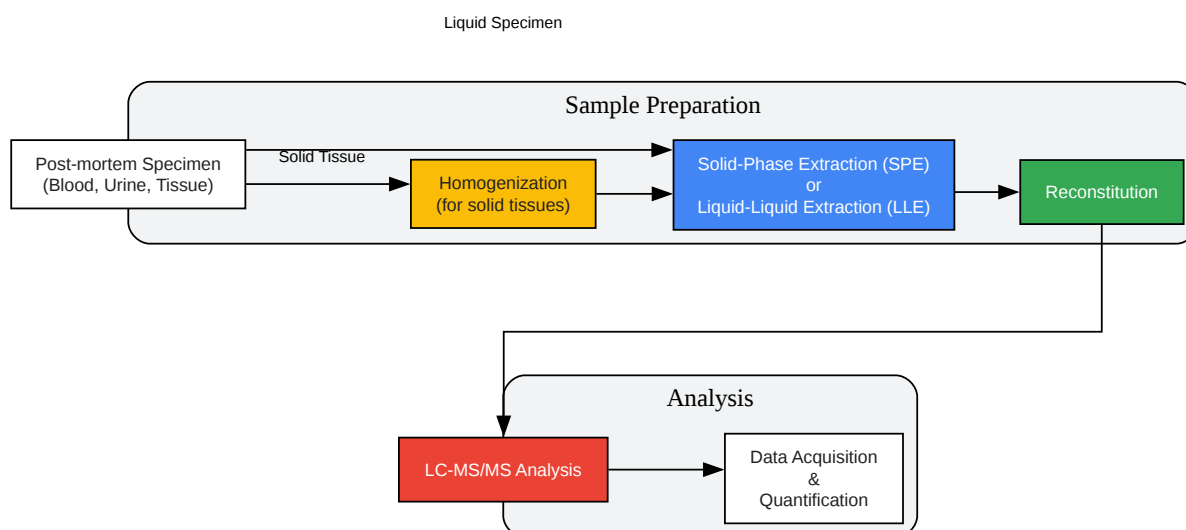 Liquid Specimen
Sample Preparation
Post-mortem Specimen
(Blood, Urine, Tissue)
Solid Tissue
Homogenization
(for solid tissues)
Solid-Phase Extraction (SPE)
or
Liquid-Liquid Extraction (LLE)
Reconstitution
Analysis
LC-MS/MS Analysis
Data Acquisition
&
Quantification